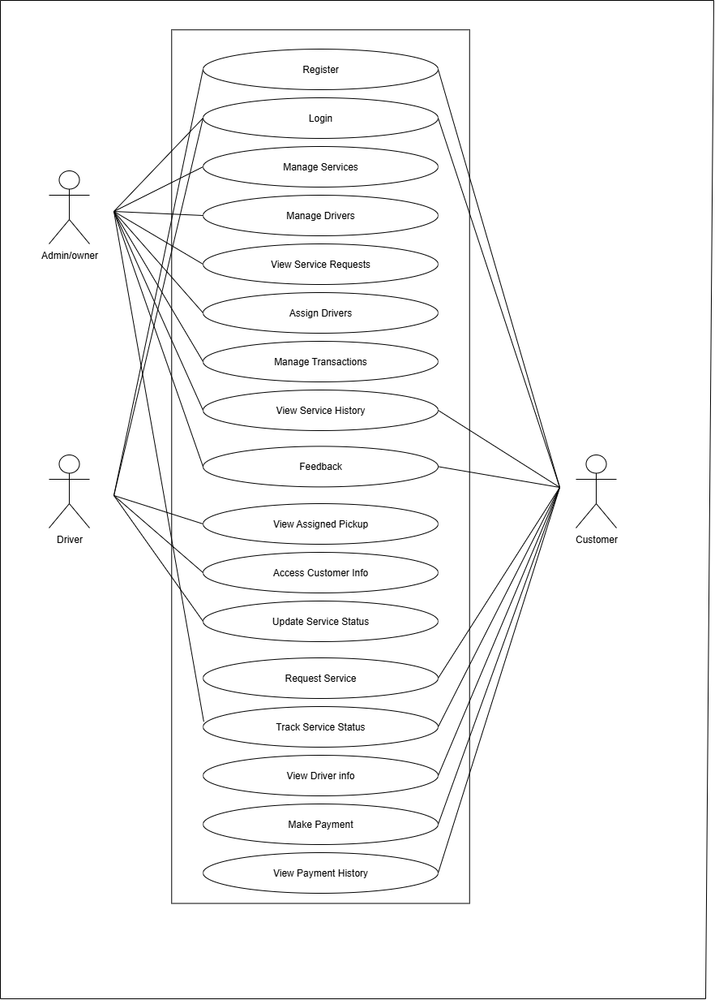 Register
Login
Manage Services
Manage Drivers
View Service Requests
Assign Drivers
Manage Transactions
View Service History
Feedback
View Assigned Pickup
Access Customer Info
Update Service Status
Request Service
Track Service Status
View Driver info
Make Payment
View Payment History
Admin/owner
Driver
Customer